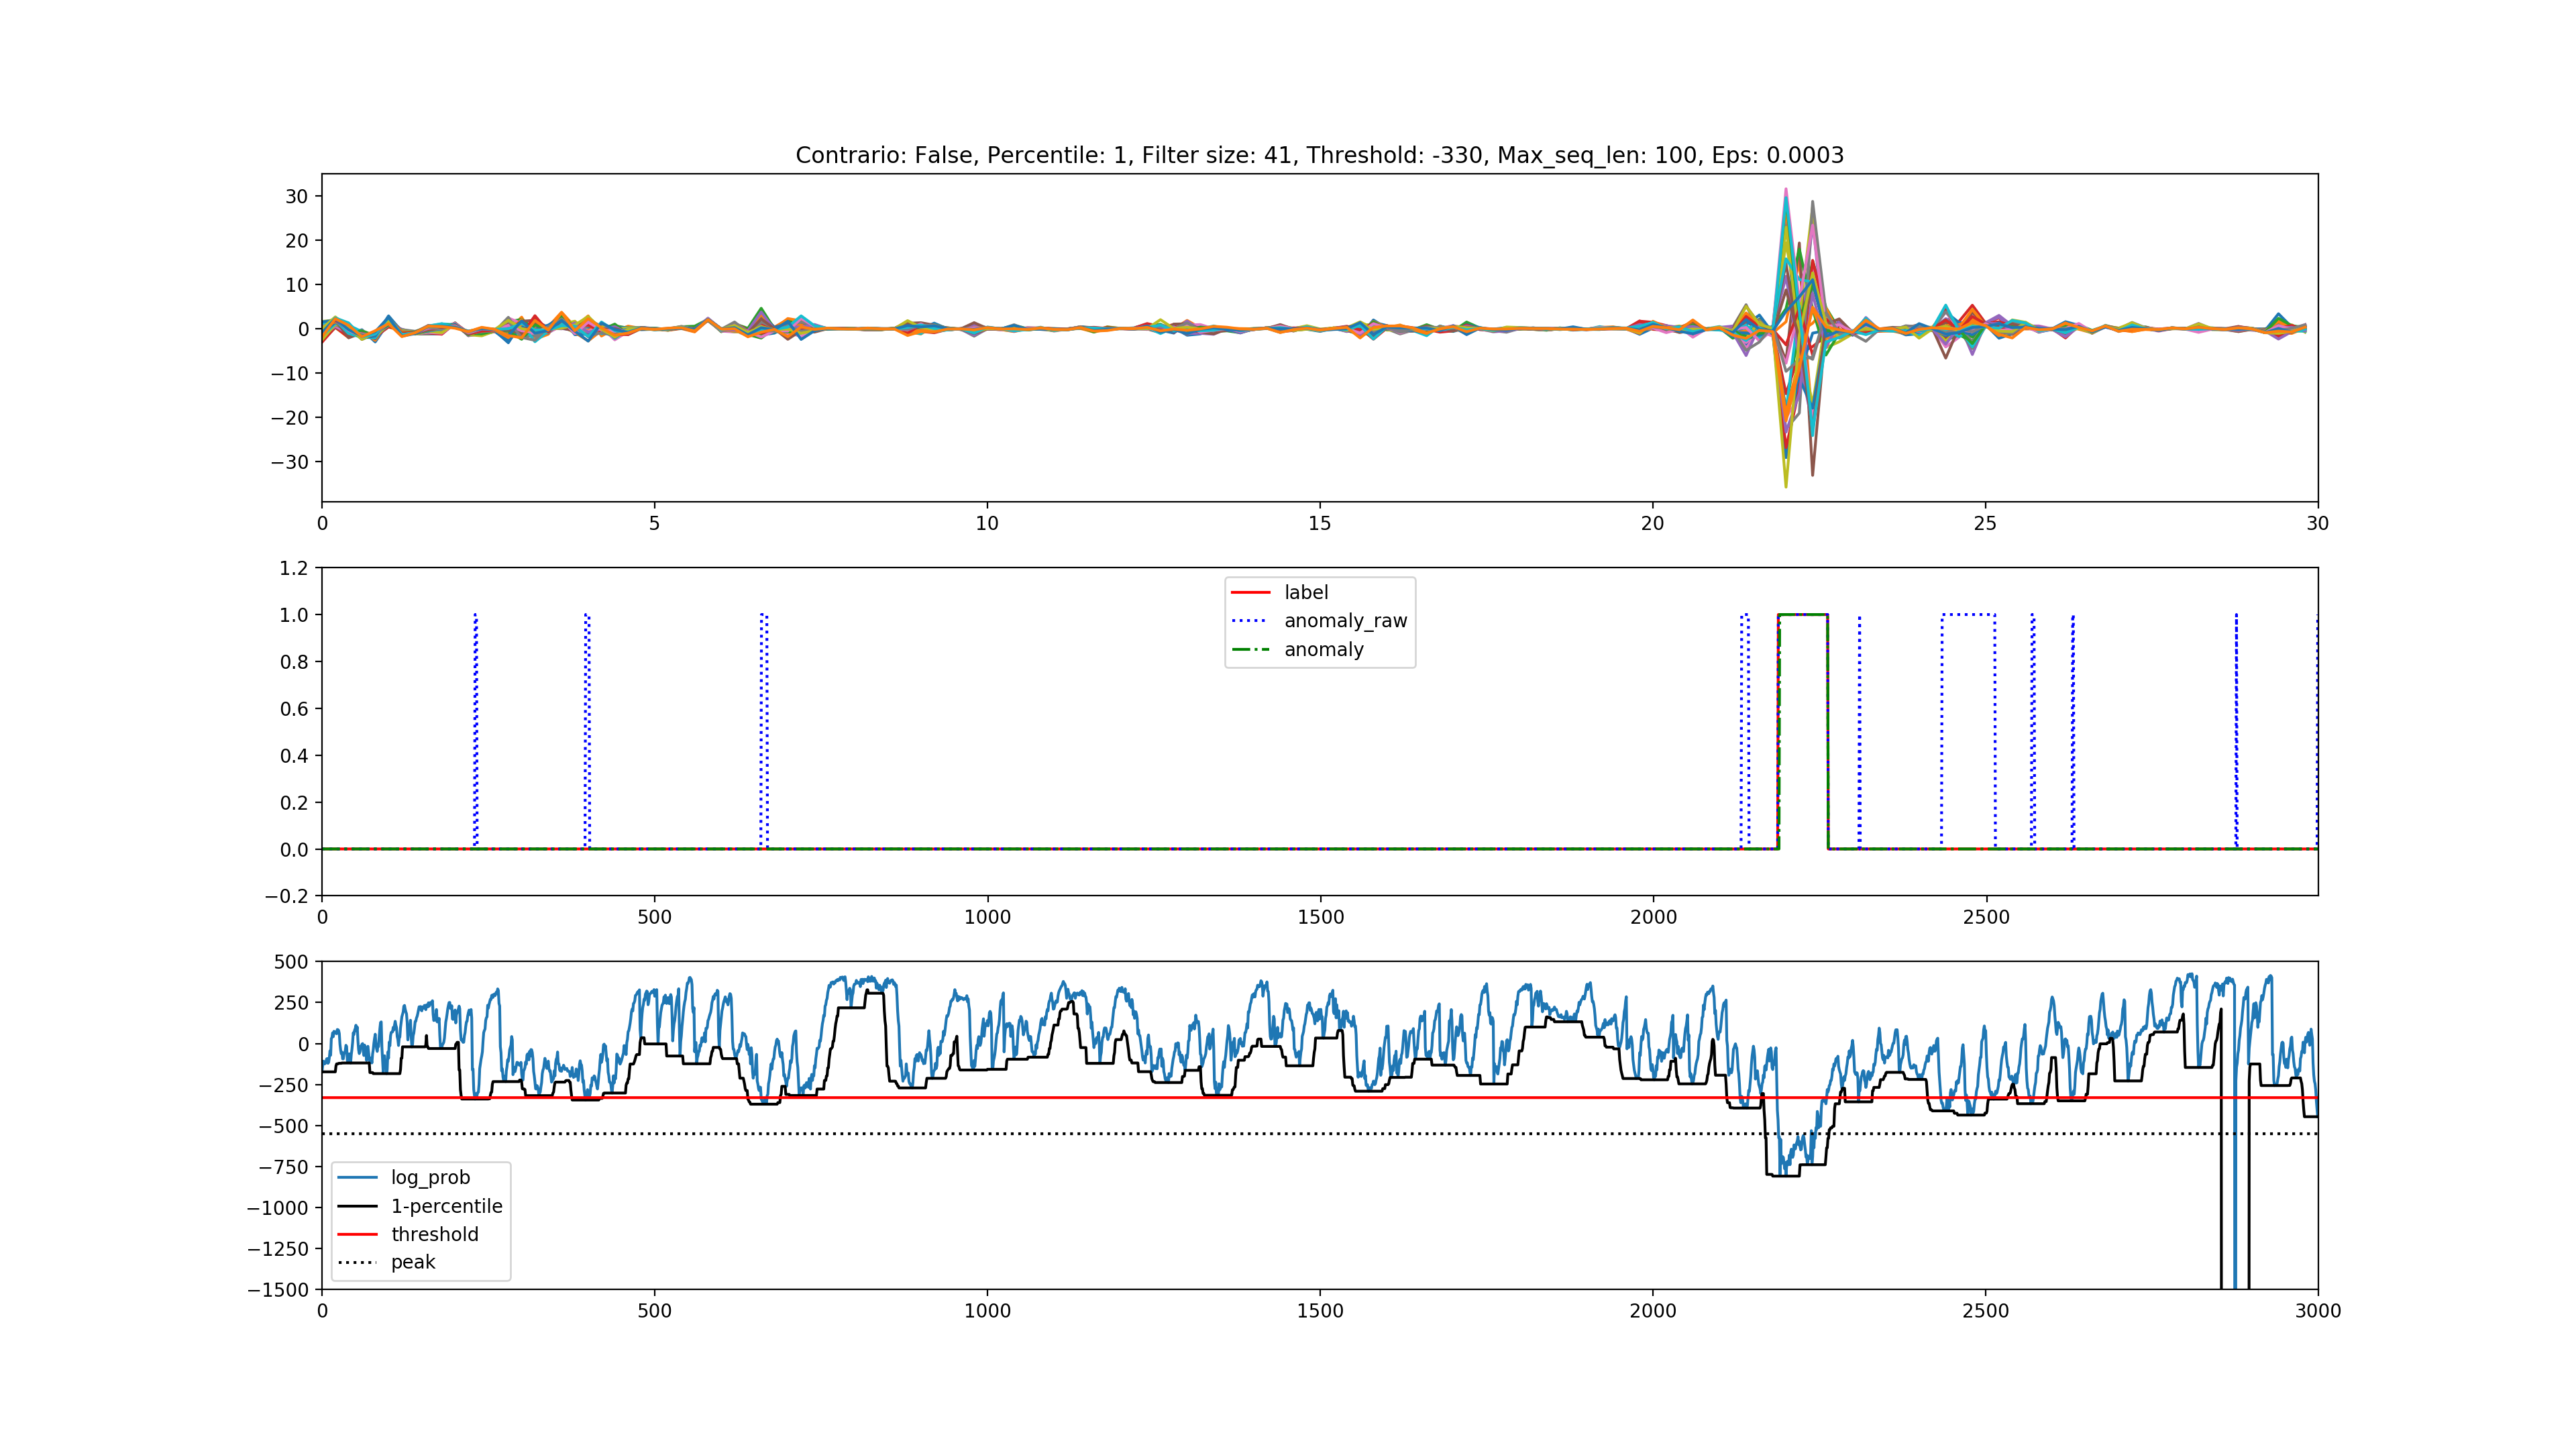 Contrario: False, Percentile: 1, Filter size: 41, Threshold: -330, Max_seq_len: 100, Eps: 0.0003
30
20
10
0
−10
−20
−30
0 5 10 15 20 25 30
1.2
1.0
0.8
0.6
0.4
0.2
0.0
−0.2
label
anomaly_raw
anomaly
0 500 1000 1500 2000 2500
500
250
0
−250
−500
−750
−1000
−1250
−1500
log_prob
1-percentile
threshold
peak
0 500 1000 1500 2000 2500 3000